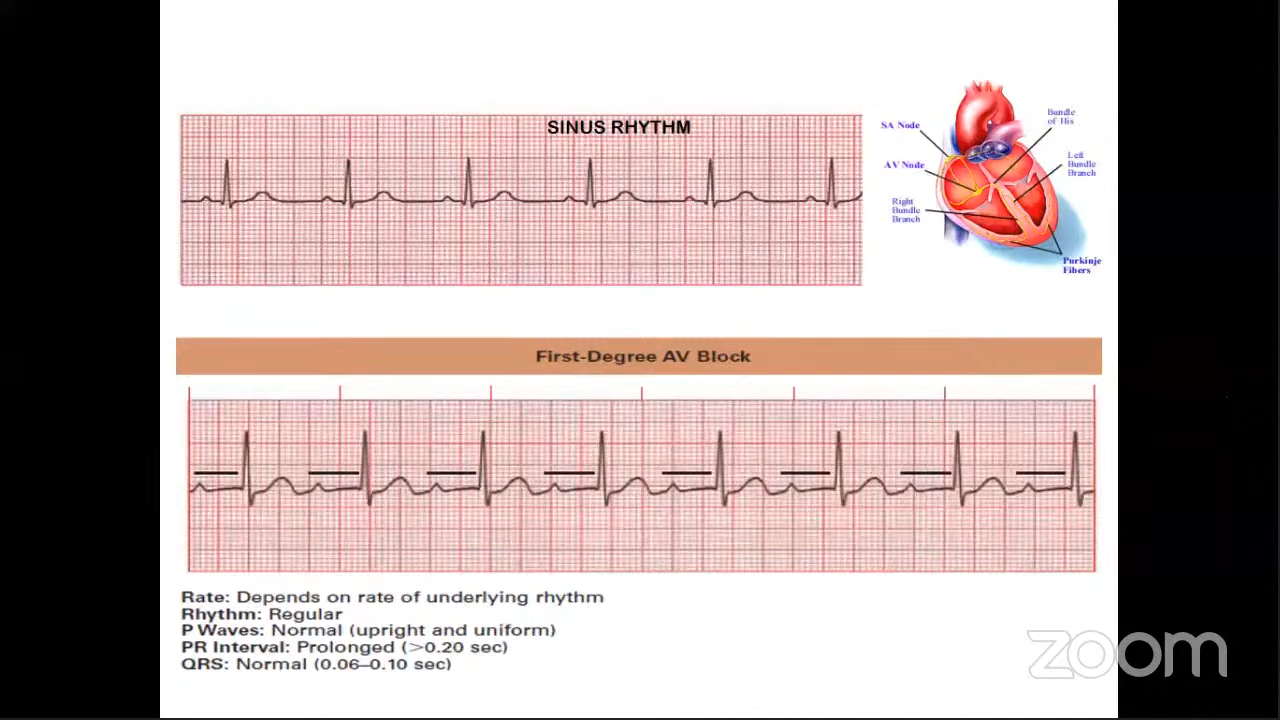 SINUS RHYTHM
SA Node
AV Node
Right
Bundle
Branch
Bundle
of His
Left
Bundle
Branch
Purkinje
Fibers
First-Degree AV Block
Rate: Depends on rate of underlying rhythm
Rhythm: Regular
P Waves: Normal (upright and uniform)
PR Interval: Prolonged (>0.20 sec)
QRS: Normal (0.06–0.10 sec)
zoom